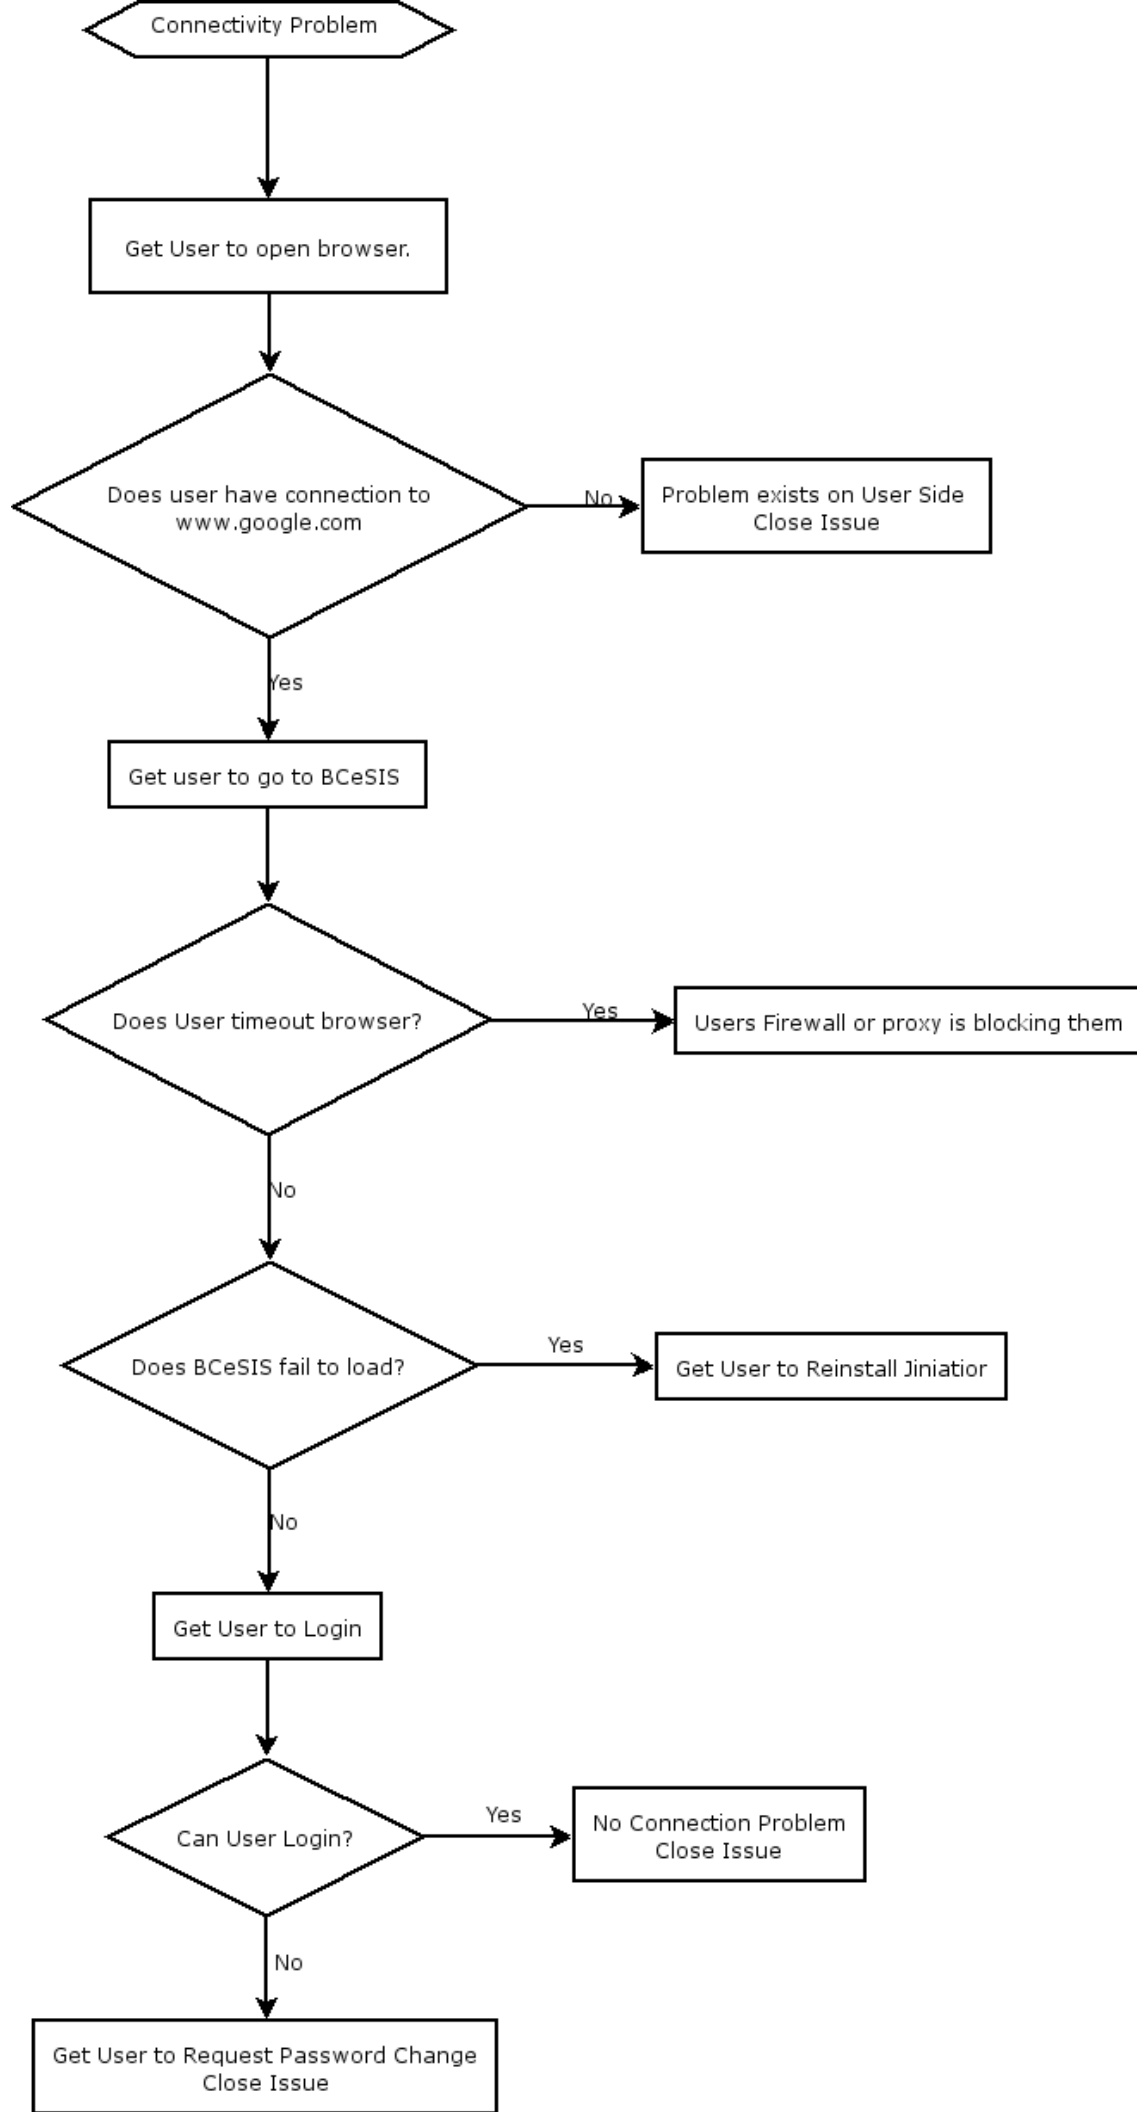 Connectivity Problem
Get User to open browser.
Does user have connection to
www.google.com
No
Problem exists on User Side
Close Issue
Yes
Get user to go to BCeSIS
Does User timeout browser?
Yes
Users Firewall or proxy is blocking them
No
Does BCeSIS fail to load?
Yes
Get User to Reinstall Jiniatior
No
Get User to Login
Can User Login?
Yes
No Connection Problem
Close Issue
No
Get User to Request Password Change
Close Issue